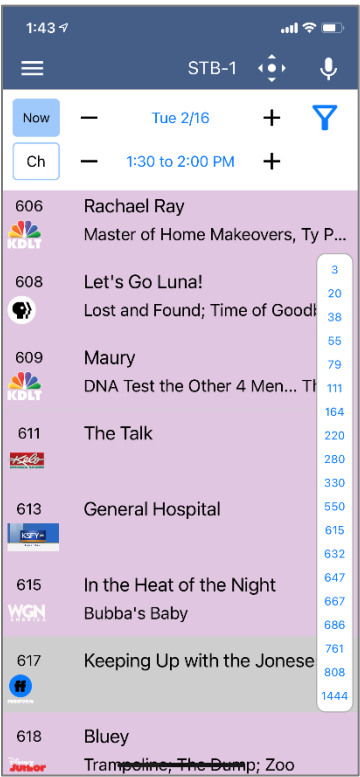 1:43
STB-1
Now
Tue 2/16
Ch
1:30 to 2:00 PM
606
Rachael Ray
KDLT
Master of Home Makeovers, Ty P...
608
Let's Go Luna!
Lost and Found; Time of Goodb
609
Maury
KDLT
DNA Test the Other 4 Men... Th
611
The Talk
613
General Hospital
KSFY
615
In the Heat of the Night
WGN
AMERICA
Bubba's Baby
617
Keeping Up with the Jonese
618
Bluey
Disney
JUNIOR
Trampoline; The Dump; Zoo
3
20
38
55
79
111
164
220
280
330
550
615
632
647
667
686
761
808
1444